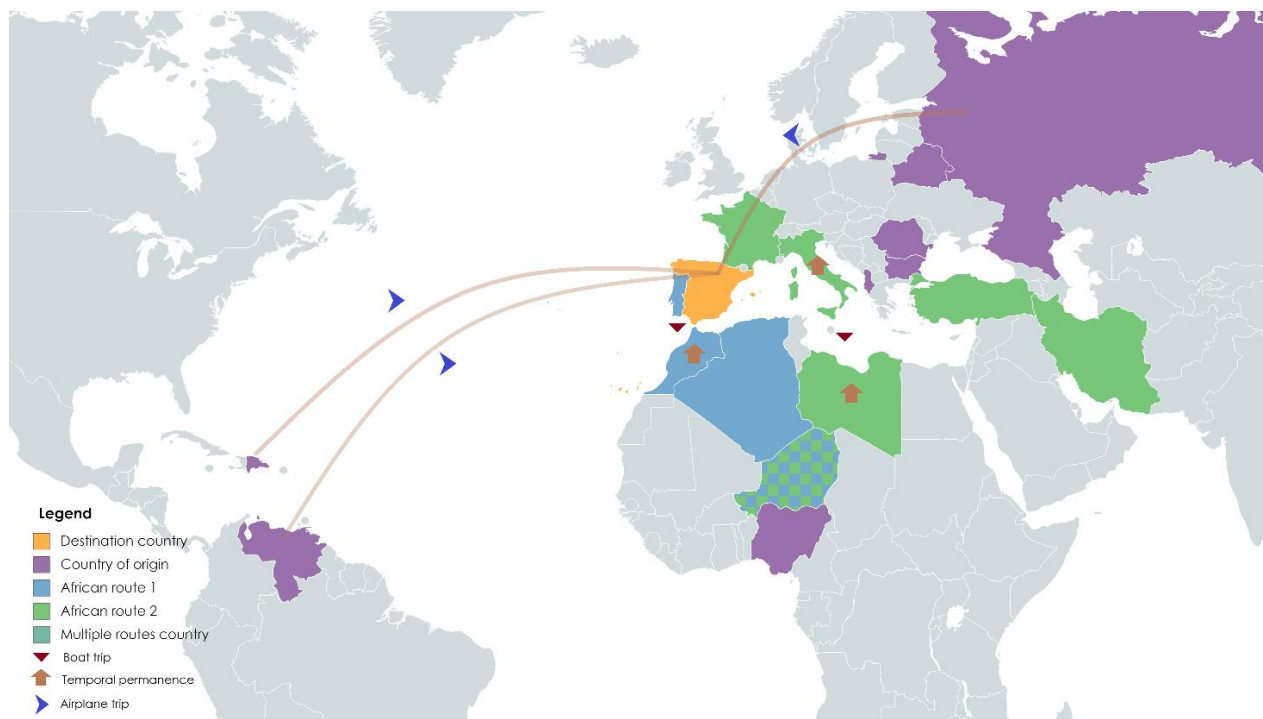 Legend
Destination country
Country of origin
African route 1
African route 2
Multiple routes country
Boat trip
Temporal permanence
Airplane trip